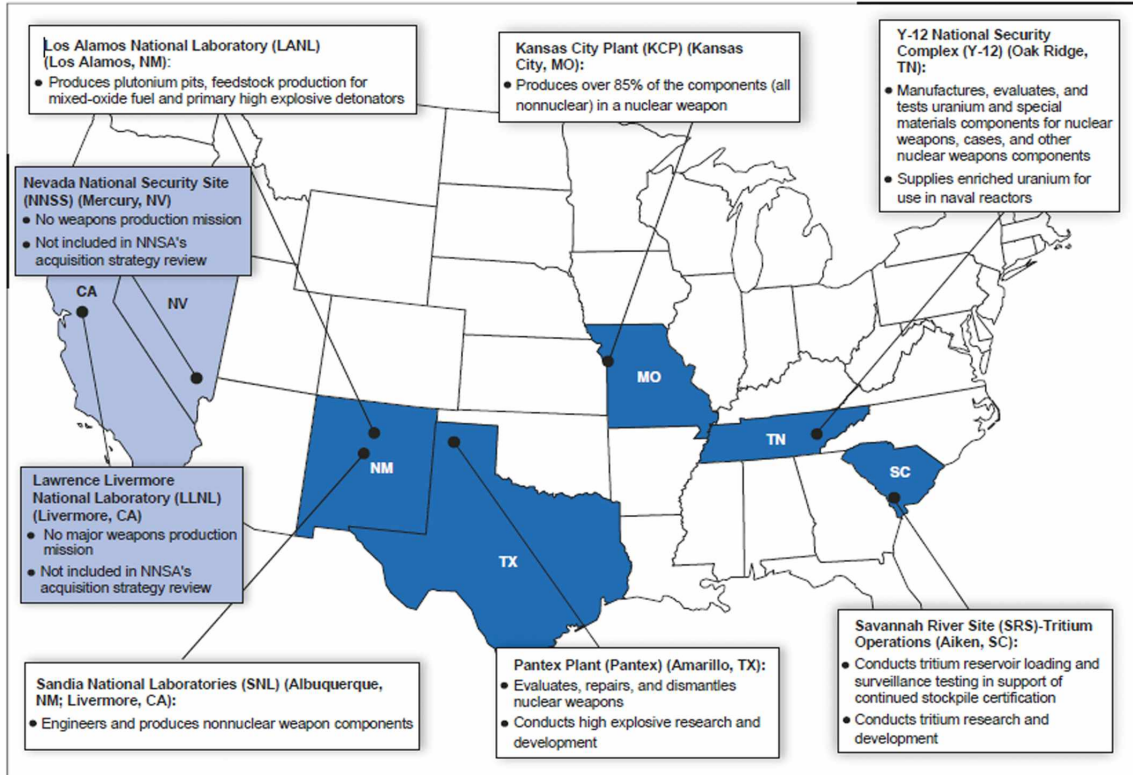 Los Alamos National Laboratory (LANL)
(Los Alamos, NM):
● Produces plutonium pits, feedstock production for
mixed-oxide fuel and primary high explosive detonators
Kansas City Plant (KCP) (Kansas
City, MO):
● Produces over 85% of the components (all
nonnuclear) in a nuclear weapon
Y-12 National Security
Complex (Y-12) (Oak Ridge,
TN):
● Manufactures, evaluates, and
tests uranium and special
materials components for nuclear
weapons, cases, and other
nuclear weapons components
● Supplies enriched uranium for
use in naval reactors
Nevada National Security Site
(NNSS) (Mercury, NV)
● No weapons production mission
● Not included in NNSA's
acquisition strategy review
CA
NV
MO
TN
NM
SC
TX
Lawrence Livermore
National Laboratory (LLNL)
(Livermore, CA)
● No major weapons production
mission
● Not included in NNSA's
acquisition strategy review
Sandia National Laboratories (SNL) (Albuquerque,
NM; Livermore, CA):
● Engineers and produces nonnuclear weapon components
Pantex Plant (Pantex) (Amarillo, TX):
● Evaluates, repairs, and dismantles
nuclear weapons
● Conducts high explosive research and
development
Savannah River Site (SRS)-Tritium
Operations (Aiken, SC):
● Conducts tritium reservoir loading and
surveillance testing in support of
continued stockpile certification
● Conducts tritium research and
development